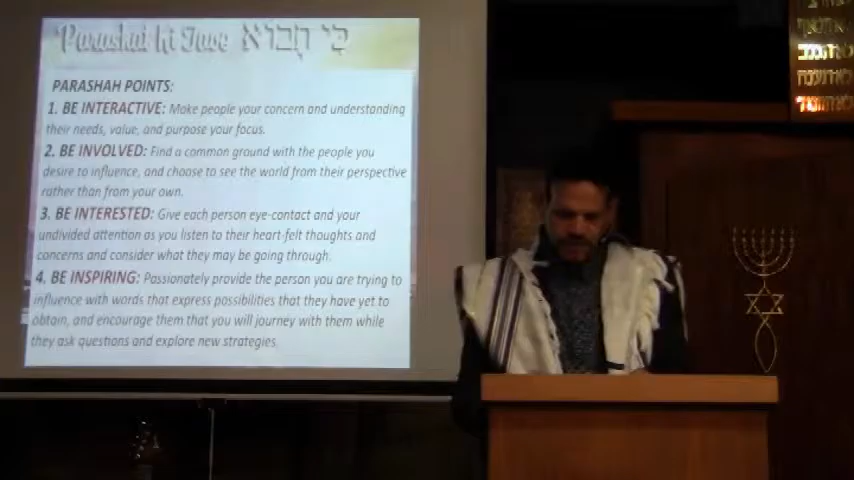 Parashat Ki Tavo כי תבוא
PARASHAH POINTS:
1. BE INTERACTIVE: Make people your concern and understanding
their needs, value, and purpose your focus.
2. BE INVOLVED: Find a common ground with the people you
desire to influence, and choose to see the world from their perspective
rather than from your own.
3. BE INTERESTED: Give each person eye-contact and your
undivided attention as you listen to their heart-felt thoughts and
concerns and consider what they may be going through.
4. BE INSPIRING: Passionately provide the person you are trying to
influence with words that express possibilities that they have yet to
obtain, and encourage them that you will journey with them while
they ask questions and explore new strategies.